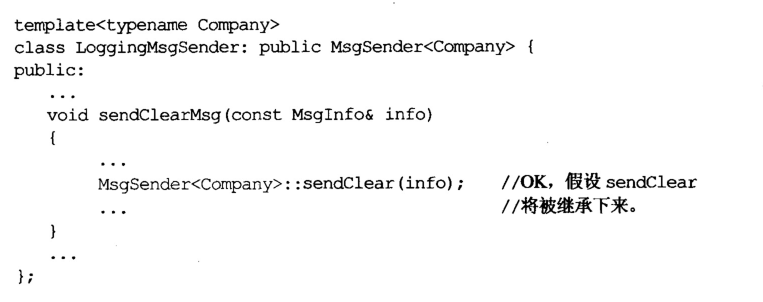 template<typename Company>
class LoggingMsgSender: public MsgSender<Company> {
public:
...
void sendClearMsg(const MsgInfo& info)
{
...
MsgSender<Company>::sendClear(info); //OK，假设 sendClear
... //将被继承下来。
}
...
};